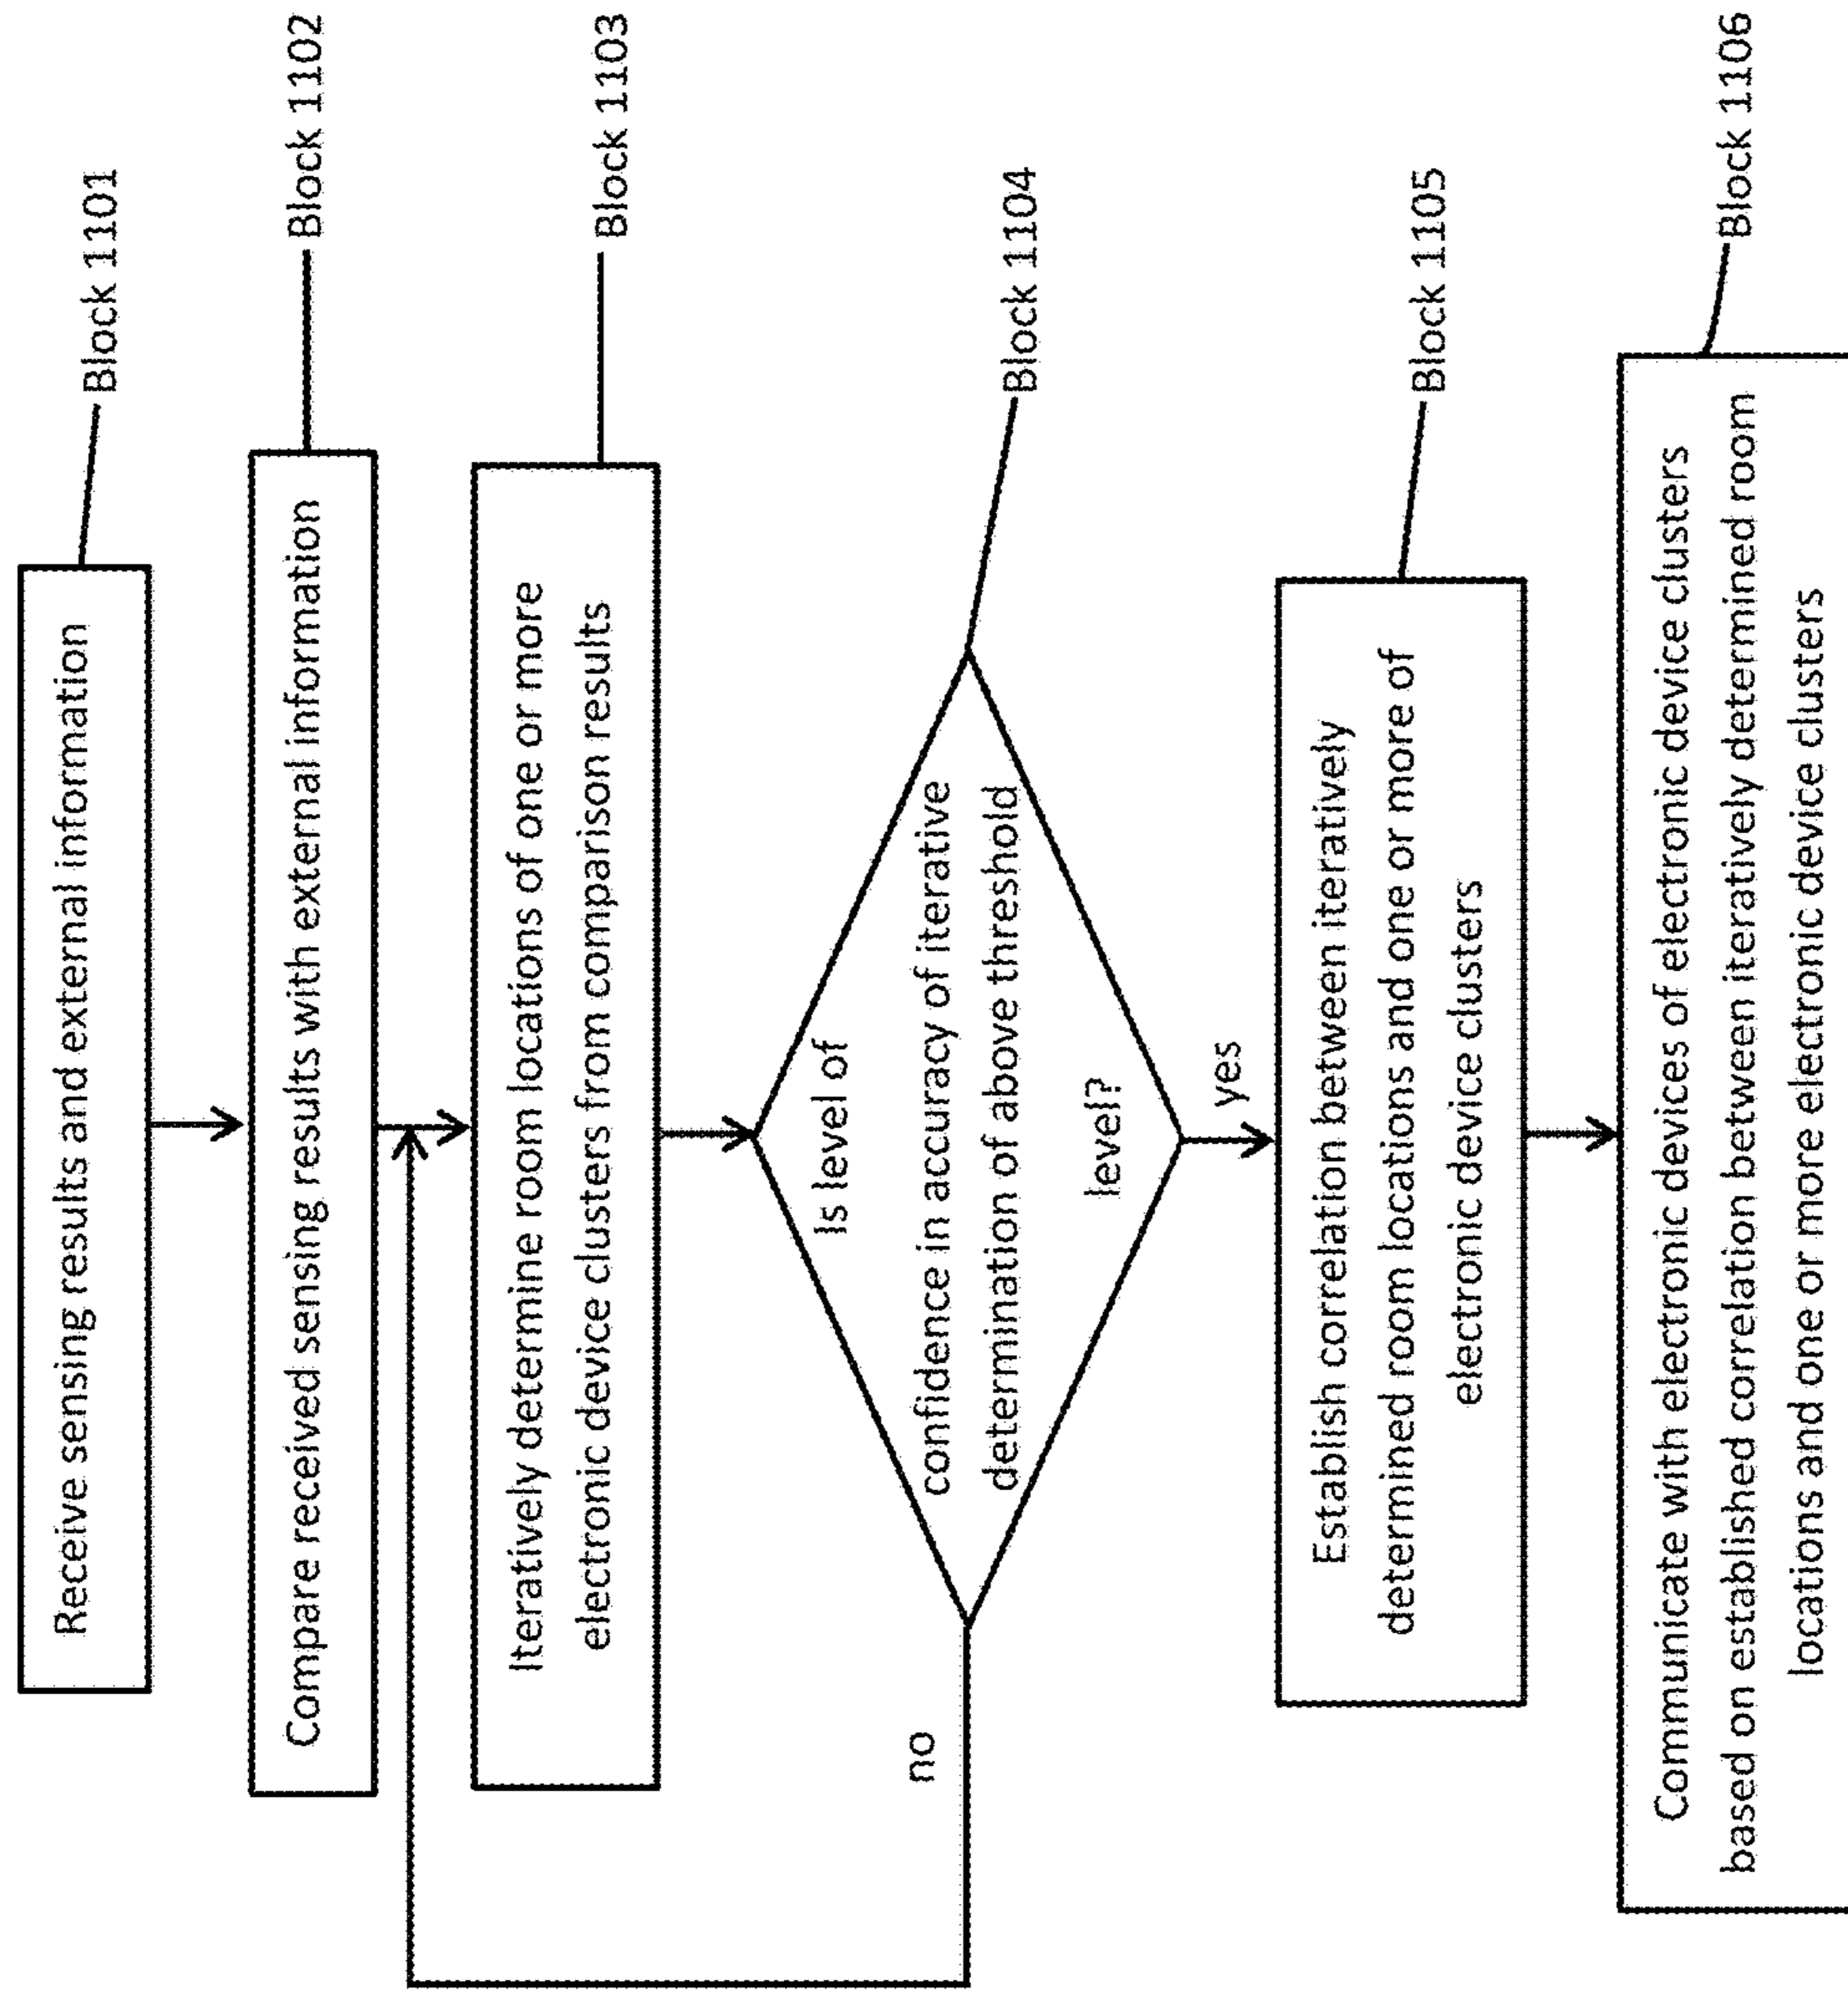 Receive sensing results and external information
Block 1101
Compare received sensing results with external information
Block 1102
Iteratively determine room locations of one or more
electronic device clusters from comparison results
Block 1103
Is level of
confidence in accuracy of iterative
determination of above threshold
level?
Block 1104
no
yes
Establish correlation between iteratively
determined room locations and one or more of
electronic device clusters
Block 1105
Communicate with electronic devices of electronic device clusters
based on established correlation between iteratively determined room
locations and one or more electronic device clusters
Block 1106